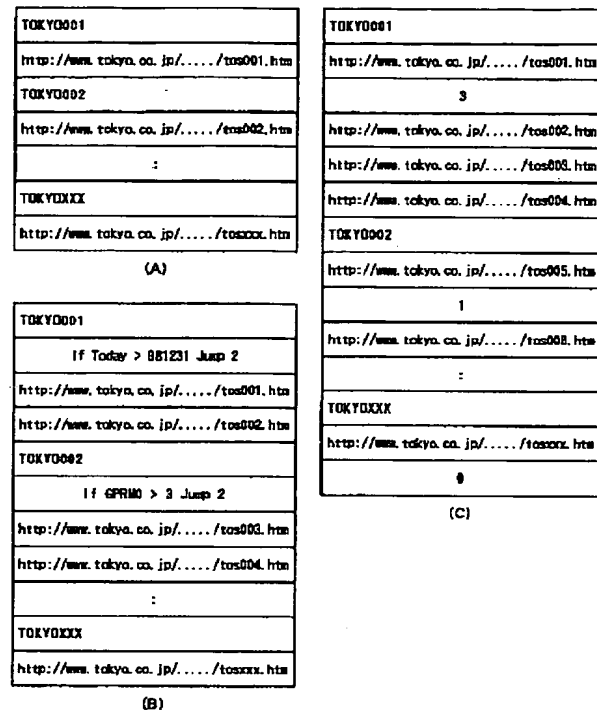 TOKYO001
http://www.tokyo.co.jp/...../tos001.htm
TOKYO002
http://www.tokyo.co.jp/...../tos002.htm
:
TOKYOXXX
http://www.tokyo.co.jp/...../tosxxx.htm
(A)
TOKYO001
If Today > 981231 Jump 2
http://www.tokyo.co.jp/...../tos001.htm
http://www.tokyo.co.jp/...../tos002.htm
TOKYO002
If GPRM0 > 3 Jump 2
http://www.tokyo.co.jp/...../tos003.htm
http://www.tokyo.co.jp/...../tos004.htm
:
TOKYOXXX
http://www.tokyo.co.jp/...../tosxxx.htm
(B)
TOKYO001
http://www.tokyo.co.jp/...../tos001.htm
3
http://www.tokyo.co.jp/...../tos002.htm
http://www.tokyo.co.jp/...../tos003.htm
http://www.tokyo.co.jp/...../tos004.htm
TOKYO002
http://www.tokyo.co.jp/...../tos005.htm
1
http://www.tokyo.co.jp/...../tos006.htm
:
TOKYOXXX
http://www.tokyo.co.jp/...../tosxxx.htm
0
(C)